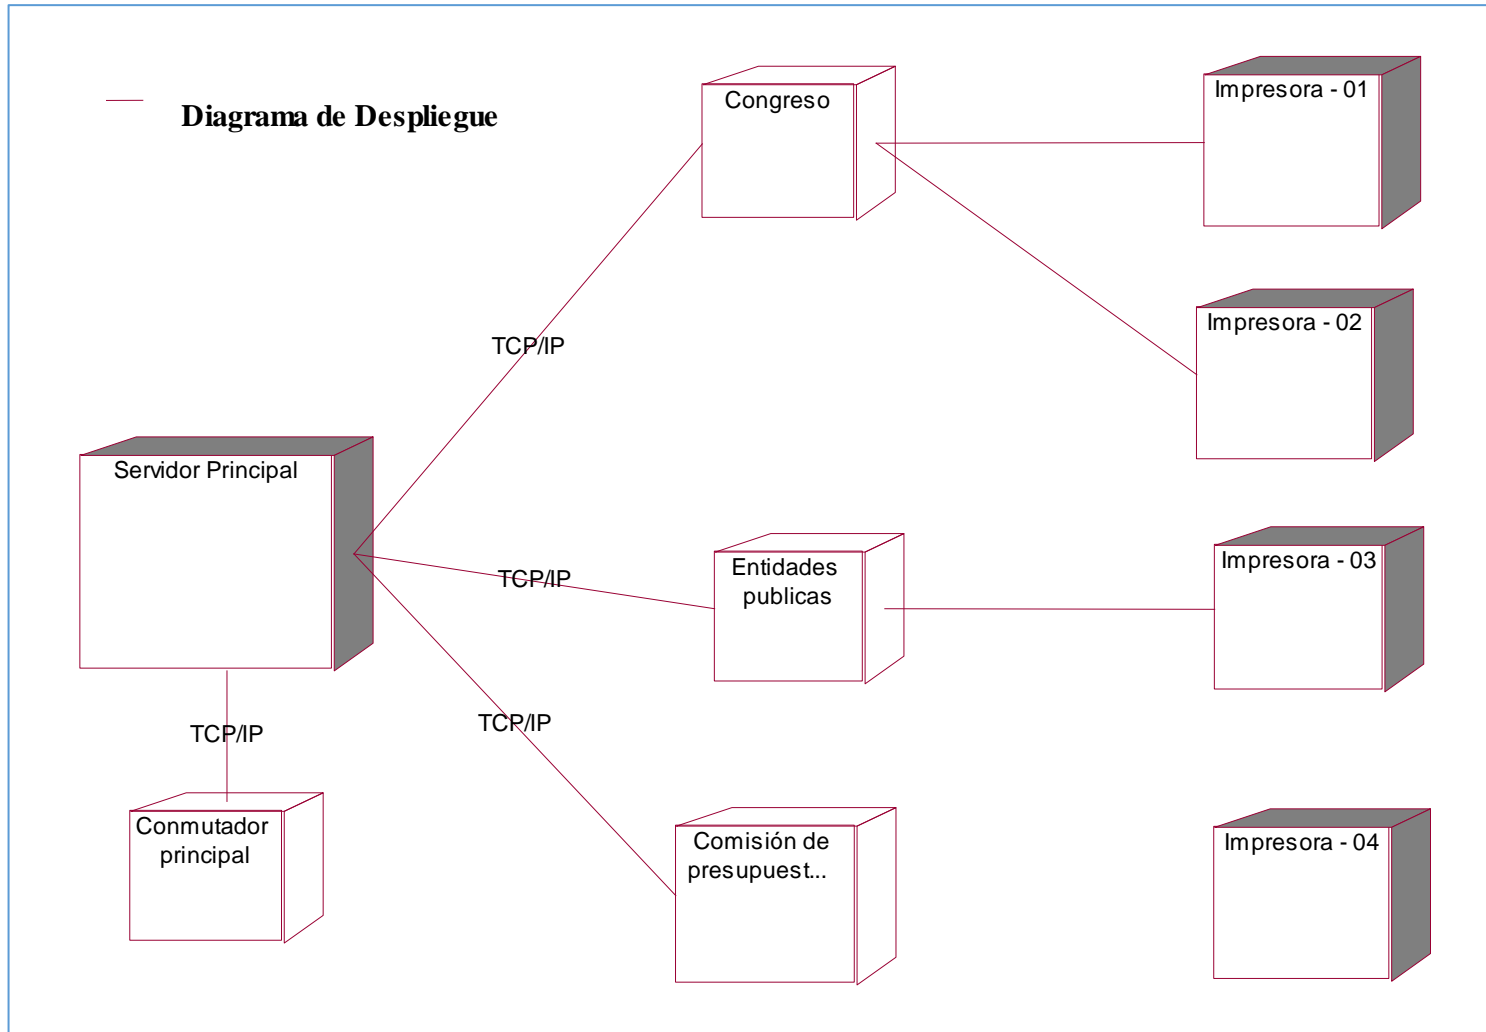 Diagrama de Despliegue
Congreso
Impresora - 01
Impresora - 02
TCP/IP
Servidor Principal
TCP/IP
Entidades
publicas
Impresora - 03
TCP/IP
TCP/IP
Conmutador
principal
Comisión de
presupuest...
Impresora - 04